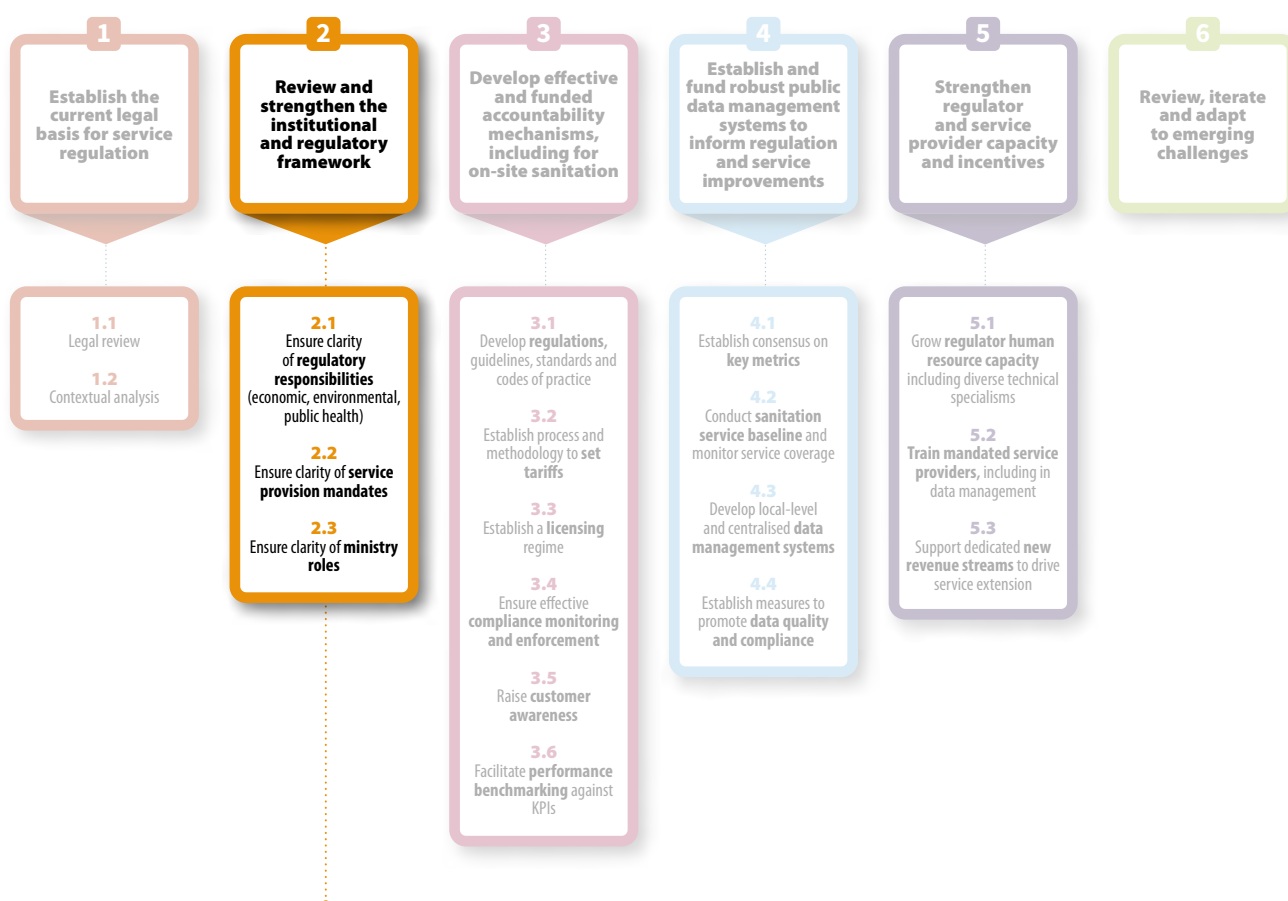 1
Establish the
current legal
basis for service
regulation
2
Review and
strengthen the
institutional
and regulatory
framework
3
Develop effective
and funded
accountability
mechanisms,
including for
on-site sanitation
4
Establish and
fund robust public
data management
systems to
inform regulation
and service
improvements
5
Strengthen
regulator
and service
provider capacity
and incentives
6
Review, iterate
and adapt
to emerging
challenges
1.1
Legal review
1.2
Contextual analysis
2.1
Ensure clarity
of regulatory
responsibilities
(economic, environmental,
public health)
2.2
Ensure clarity of service
provision mandates
2.3
Ensure clarity of ministry
roles
3.1
Develop regulations,
guidelines, standards and
codes of practice
3.2
Establish process and
methodology to set
tariffs
3.3
Establish a licensing
regime
3.4
Ensure effective
compliance monitoring
and enforcement
3.5
Raise customer
awareness
3.6
Facilitate performance
benchmarking against
KPIs
4.1
Establish consensus on
key metrics
4.2
Conduct sanitation
service baseline and
monitor service coverage
4.3
Develop local-level
and centralised data
management systems
4.4
Establish measures to
promote data quality
and compliance
5.1
Grow regulator human
resource capacity
including diverse technical
specialisms
5.2
Train mandated service
providers, including in
data management
5.3
Support dedicated new
revenue streams to drive
service extension